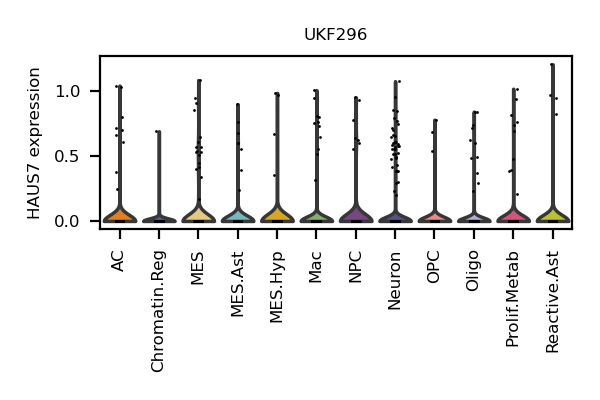 UKF296
HAUS7 expression
1.0
0.5
0.0
AC
Chromatin.Reg
MES
MES.Ast
MES.Hyp
Mac
NPC
Neuron
OPC
Oligo
Prolif.Metab
Reactive.Ast